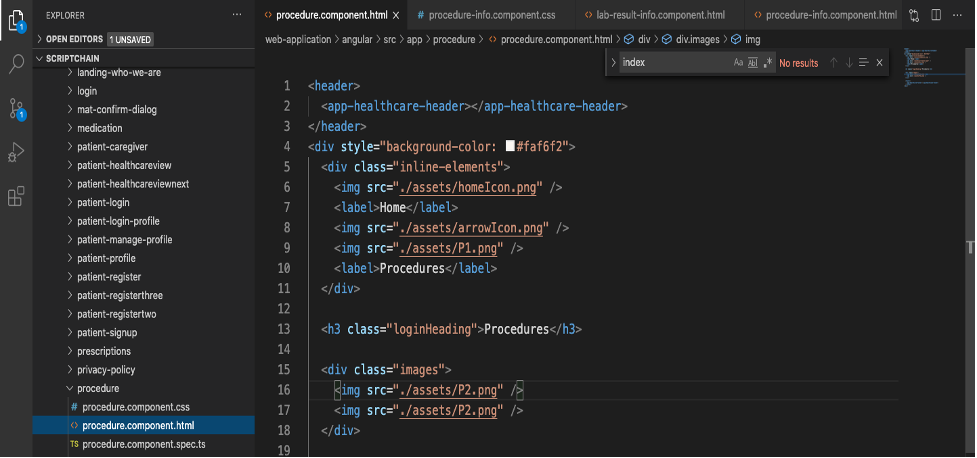 EXPLORER
OPEN EDITORS 1 UNSAVED
SCRIPTCHAIN
landing-who-we-are
login
mat-confirm-dialog
medication
patient-caregiver
patient-healthcareview
patient-healthcareviewnext
patient-login
patient-login-profile
patient-manage-profile
patient-profile
patient-register
patient-registerthree
patient-registertwo
patient-signup
prescriptions
privacy-policy
procedure
# procedure.component.css
<> procedure.component.html
TS procedure.component.spec.ts
1
1
<> procedure.component.html ×
# procedure-info.component.css
<> lab-result-info.component.html
<> procedure-info.component.html
web-application > angular > src > app > procedure > <> procedure.component.html > div > div.images > img
index Aa Abl .* No results
1 <header>
2 <app-healthcare-header></app-healthcare-header>
3 </header>
4 <div style="background-color: #faf6f2">
5 <div class="inline-elements">
6 <img src="./assets/homeIcon.png" />
7 <label>Home</label>
8 <img src="./assets/arrowIcon.png" />
9 <img src="./assets/P1.png" />
10 <label>Procedures</label>
11 </div>
12
13 <h3 class="loginHeading">Procedures</h3>
14
15 <div class="images">
16 <img src="./assets/P2.png" />
17 <img src="./assets/P2.png" />
18 </div>
19